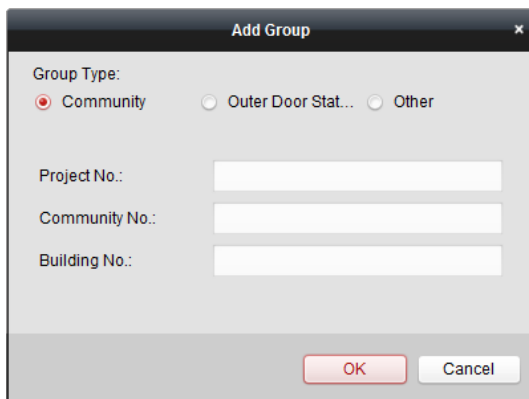 Add Group
Group Type:
Community Outer Door Stat... Other
Project No.:
Community No.:
Building No.:
OK Cancel